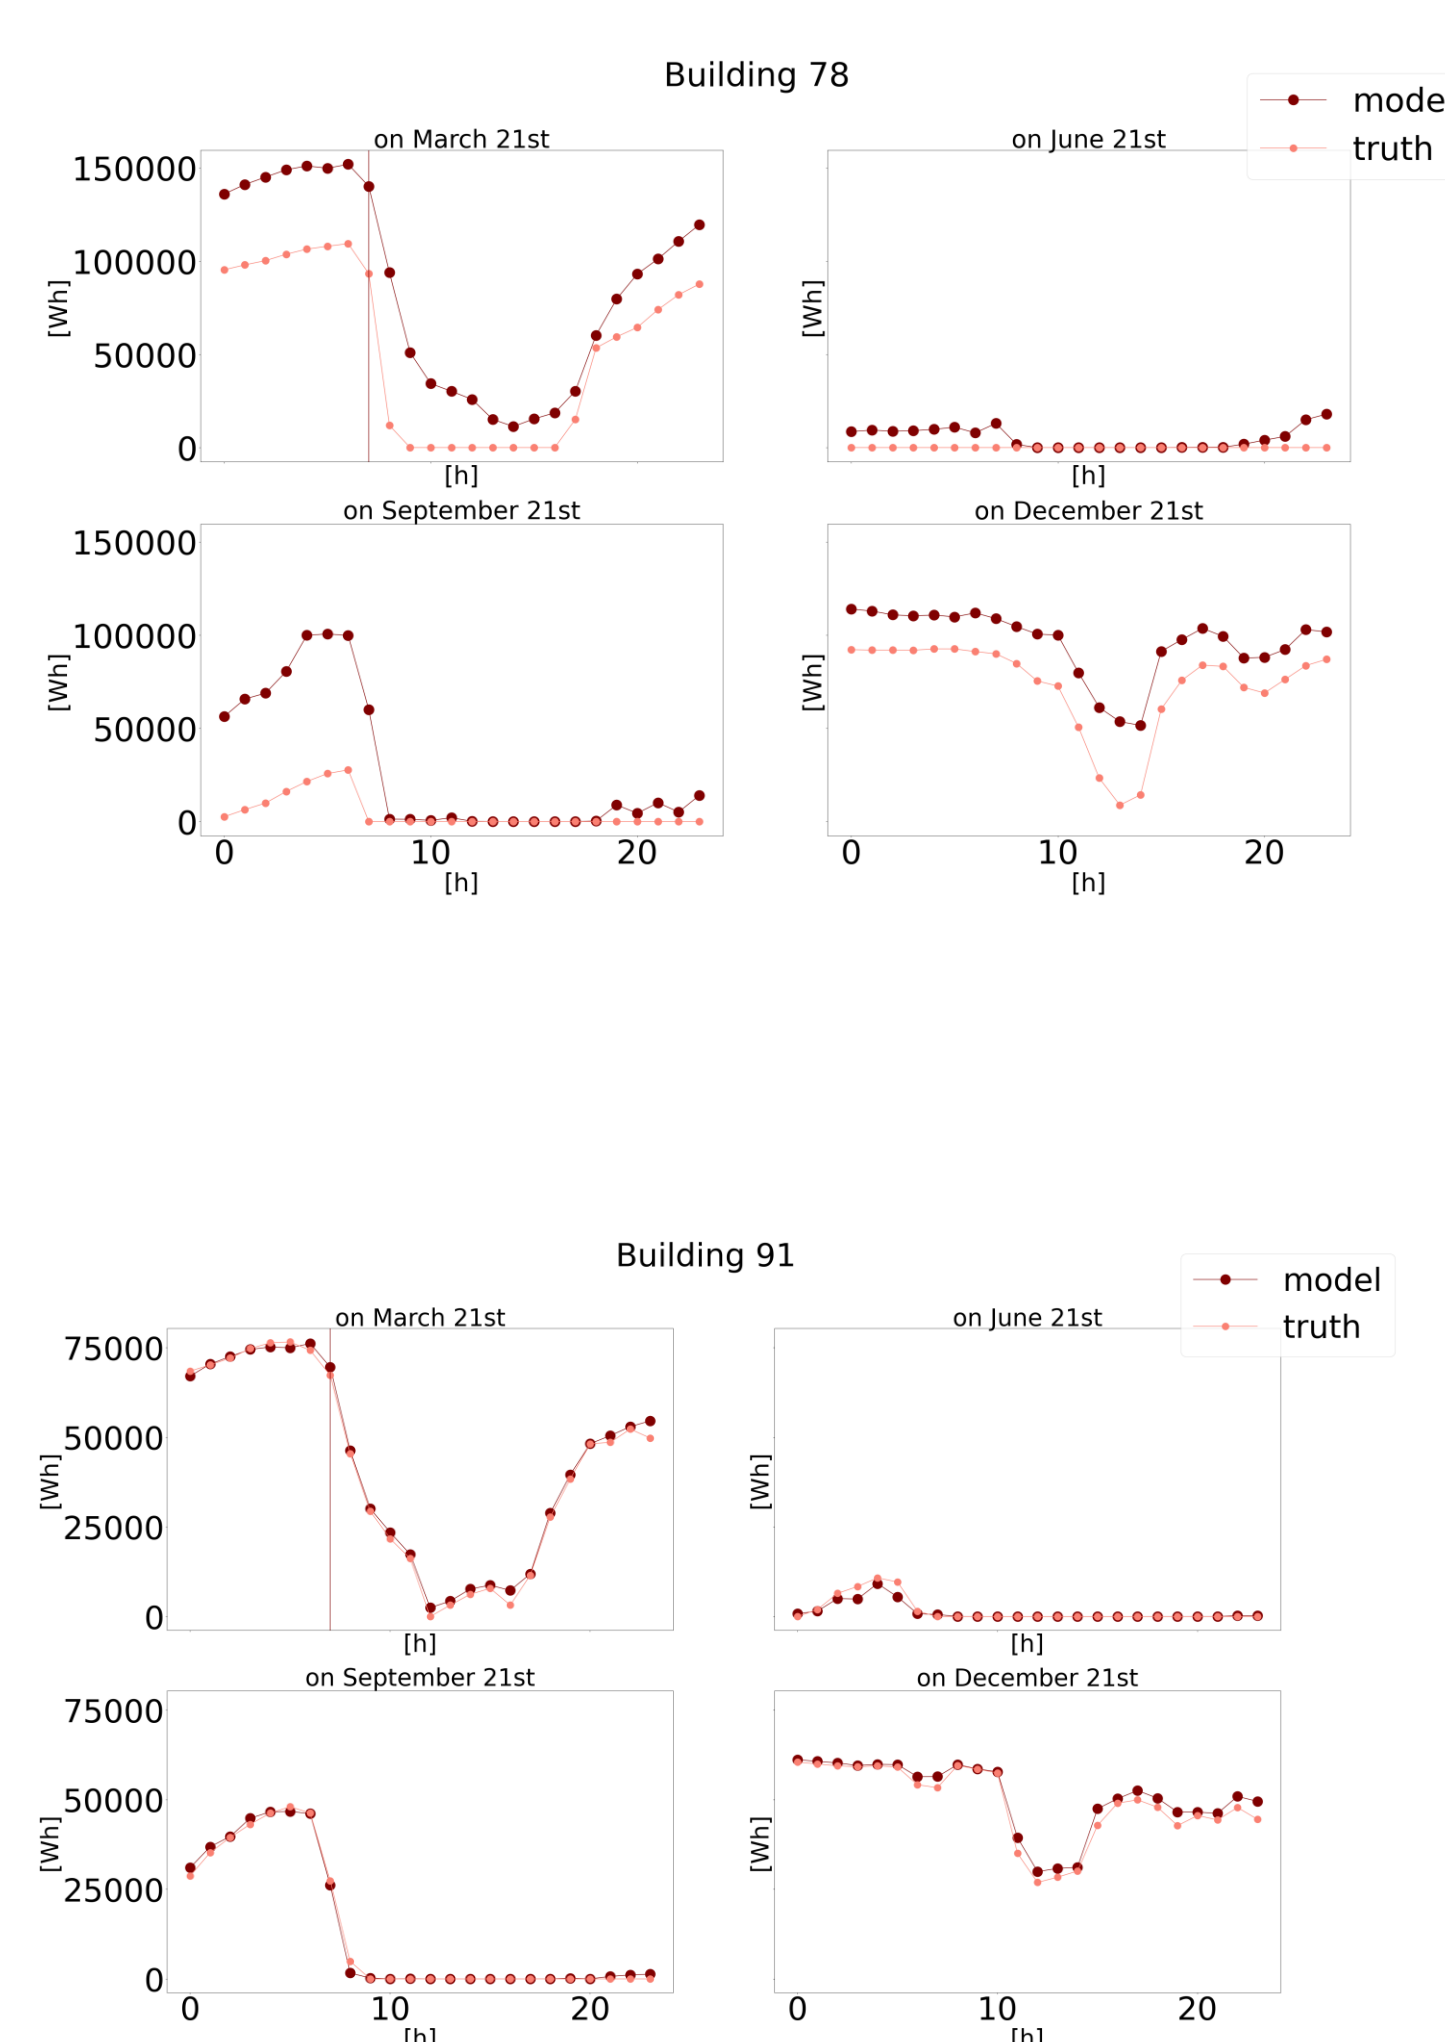 Building 78
mode
truth
on March 21st
on June 21st
150000
100000
50000
0
[Wh]
[Wh]
[h]
[h]
on September 21st
on December 21st
150000
100000
50000
0
[Wh]
[Wh]
0 10 20
0 10 20
[h]
[h]
Building 91
model
truth
on March 21st
on June 21st
75000
50000
25000
0
[Wh]
[Wh]
[h]
[h]
on September 21st
on December 21st
75000
50000
25000
0
[Wh]
[Wh]
0 10 20
0 10 20
[h]
[h]